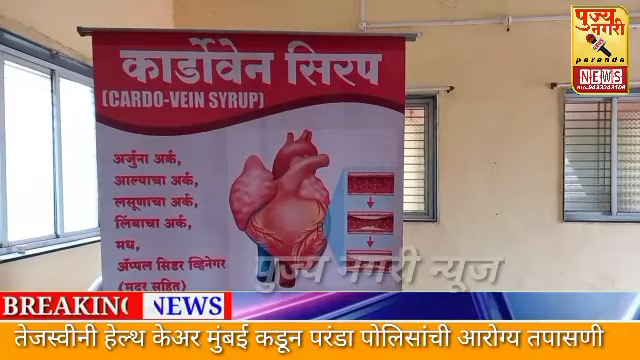 कार्डोवेन सिरप
(CARDO-VEIN SYRUP)
अर्जुना अर्क,
आल्याचा अर्क,
लसूणाचा अर्क,
लिंबाचा अर्क,
मध,
ॲप्पल सिडर व्हिनेगर
(मदर सहित)
पुज्य
नगरी
paranda
NEWS
पुज्य नगरी न्यूज
BREAKING NEWS
तेजस्वीनी हेल्थ केअर मुंबई कडून परंडा पोलिसांची आरोग्य तपासणी